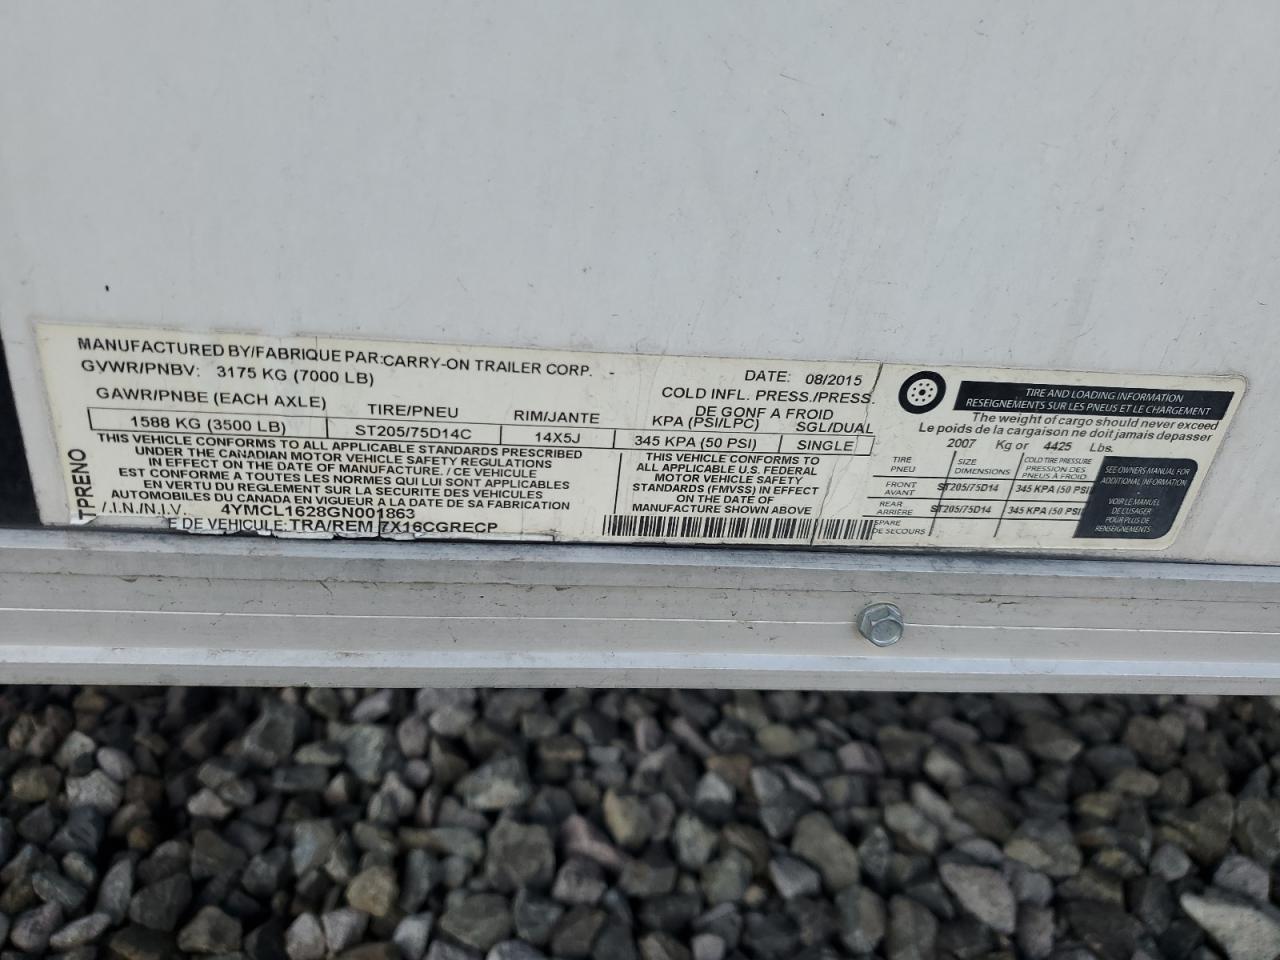 MANUFACTURED BY/FABRIQUE PAR:CARRY-ON TRAILER CORP.
GVWR/PNBV: 3175 KG (7000 LB)
DATE: 08/2015
GAWR/PNBE (EACH AXLE)
TIRE/PNEU
RIM/JANTE
COLD INFL. PRESS./PRESS.
DE GONF A FROID
KPA (PSI/LPC) SGL/DUAL
1588 KG (3500 LB) ST205/75D14C 14X5J 345 KPA (50 PSI) SINGLE
THIS VEHICLE CONFORMS TO ALL APPLICABLE STANDARDS PRESCRIBED
UNDER THE CANADIAN MOTOR VEHICLE SAFETY REGULATIONS
IN EFFECT ON THE DATE OF MANUFACTURE. / CE VEHICULE
EST CONFORME A TOUTES LES NORMES QUI LUI SONT APPLICABLES
EN VERTU DU REGLEMENT SUR LA SECURITE DES VEHICULES
AUTOMOBILES DU CANADA EN VIGUEUR A LA DATE DE SA FABRICATION
/.I.N./N.I.V. 4YMCL1628GN001863
E DE VEHICULE:TRA/REM 7X16CGRECP
TPRENO
THIS VEHICLE CONFORMS TO
ALL APPLICABLE U.S. FEDERAL
MOTOR VEHICLE SAFETY
STANDARDS (FMVSS) IN EFFECT
ON THE DATE OF
MANUFACTURE SHOWN ABOVE
TIRE AND LOADING INFORMATION
RESEIGNEMENTS SUR LES PNEUS ET LE CHARGEMENT
The weight of cargo should never exceed
Le poids de la cargaison ne doit jamais depasser
2007 Kg or 4425 Lbs.
TIRE
PNEU
SIZE
DIMENSIONS
COLD TIRE PRESSURE
PRESSION DES
PNEUS À FROID
FRONT
AVANT
ST205/75D14 345 KPA (50 PSI)
REAR
ARRIÈRE
ST205/75D14 345 KPA (50 PSI)
SPARE
DE SECOURS
SEE OWNERS MANUAL FOR
ADDITIONAL INFORMATION
-
VOIR LE MANUEL
DE L'USAGER
POUR PLUS DE
RENSEIGNEMENTS